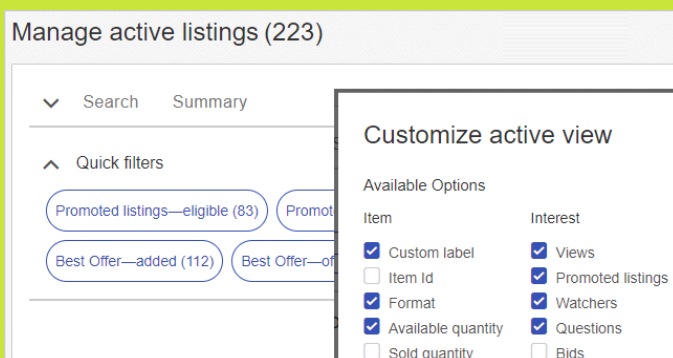 Manage active listings (223)
Search Summary
Quick filters
Promoted listings—eligible (83)
Best Offer—added (112) Best Offer
Customize active view
Available Options
Item Interest
Custom label Views
Item Id Promoted listings
Format Watchers
Available quantity Questions
Sold quantity Bids